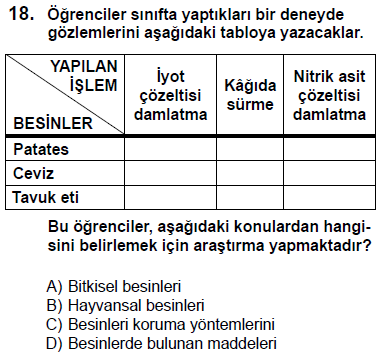 18. Öğrenciler sınıfta yaptıkları bir deneyde
gözlemlerini aşağıdaki tabloya yazacaklar.
YAPILAN
İŞLEM
BESİNLER
İyot
çözeltisi
damlatma
Kâğıda
sürme
Nitrik asit
çözeltisi
damlatma
Patates
Ceviz
Tavuk eti
Bu öğrenciler, aşağıdaki konulardan hangi-
sini belirlemek için araştırma yapmaktadır?
A) Bitkisel besinleri
B) Hayvansal besinleri
C) Besinleri koruma yöntemlerini
D) Besinlerde bulunan maddeleri